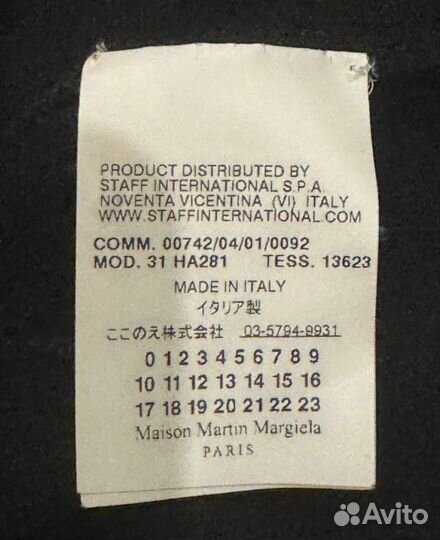 PRODUCT DISTRIBUTED BY
STAFF INTERNATIONAL S.P.A.
NOVENTA VICENTINA (VI) ITALY
WWW.STAFFINTERNATIONAL.COM
COMM. 00742/04/01/0092
MOD. 31 HA281 TESS. 13623
MADE IN ITALY
イタリア製
ここのえ株式会社 03-5794-9931
0 1 2 3 4 5 6 7 8 9
10 11 12 13 14 15 16
17 18 19 20 21 22 23
Maison Martin Margiela
PARIS
Avito